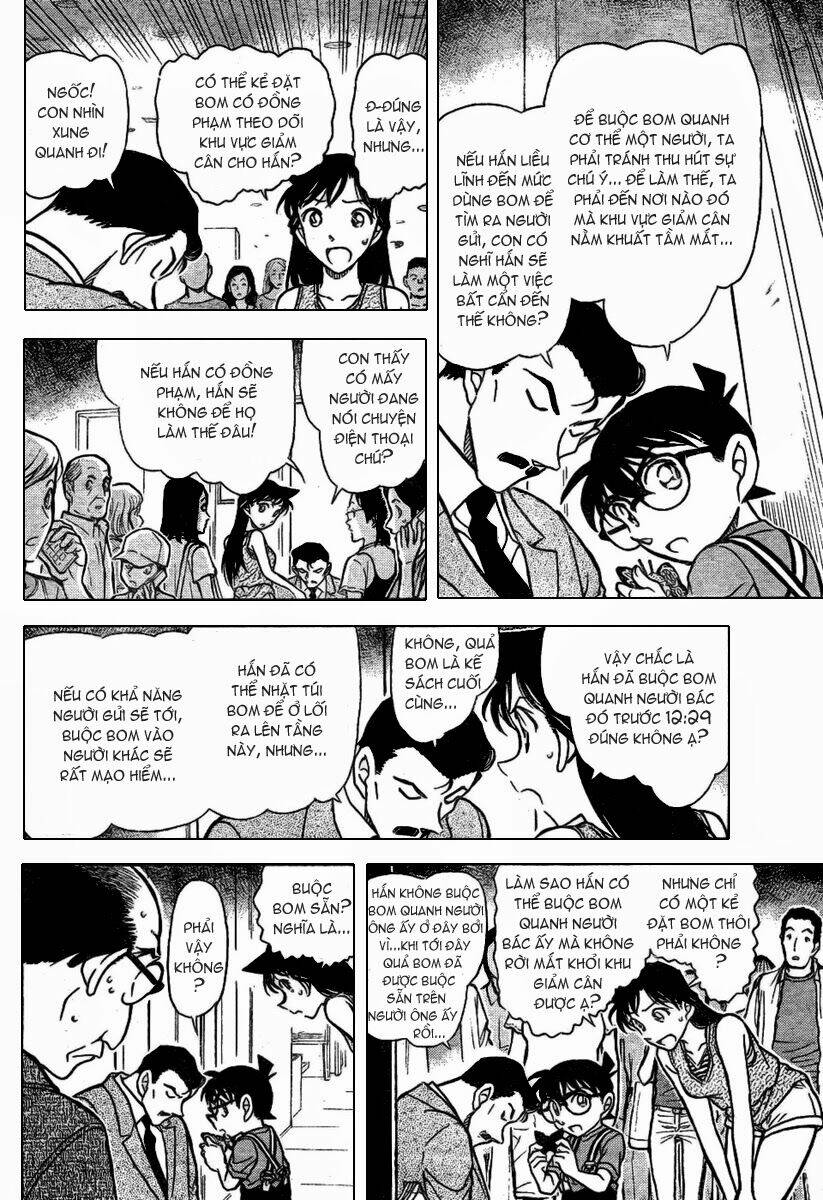 ĐỂ BUỘC BOM QUANH
CƠ THỂ MỘT NGƯỜI, TA
PHẢI TRÁNH THU HÚT SỰ
CHÚ Ý... ĐỂ LÀM THẾ, TA
PHẢI ĐẾN NƠI NÀO ĐÓ
MÀ KHU VỰC GIẢM CÂN
NẰM KHUẤT TẦM MẮT...
NẾU HẮN LIỀU
LĨNH ĐẾN MỨC
DÙNG BOM ĐỂ
TÌM RA NGƯỜI
GỬI, CON CÓ
NGHĨ HẮN SẼ
LÀM MỘT VIỆC
BẤT CẨN ĐẾN
THẾ KHÔNG?
Đ-ĐÚNG
LÀ VẬY,
NHƯNG...
CÓ THỂ KẺ ĐẶT
BOM CÓ ĐỒNG
PHẠM THEO DÕI
KHU VỰC GIẢM
CÂN CHO HẮN?
NGỐC!
CON NHÌN
XUNG
QUANH ĐI!
CON THẤY
CÓ MẤY
NGƯỜI ĐANG
NÓI CHUYỆN
ĐIỆN THOẠI
CHỨ?
NẾU HẮN CÓ ĐỒNG
PHẠM, HẮN SẼ
KHÔNG ĐỂ HỌ
LÀM THẾ ĐÂU!
VẬY CHẮC LÀ
HẮN ĐÃ BUỘC BOM
QUANH NGƯỜI BÁC
ĐÓ TRƯỚC 12:29
ĐÚNG KHÔNG Ạ?
KHÔNG, QUẢ
BOM LÀ KẾ
SÁCH CUỐI
CÙNG...
HẮN ĐÃ CÓ
THỂ NHẶT TÚI
BOM ĐỂ Ở LỐI
RA LÊN TẦNG
NÀY, NHƯNG...
NẾU CÓ KHẢ NĂNG
NGƯỜI GỬI SẼ TỚI,
BUỘC BOM VÀO
NGƯỜI KHÁC SẼ
RẤT MẠO HIỂM...
NHƯNG CHỈ
CÓ MỘT KẺ
ĐẶT BOM THÔI
PHẢI KHÔNG?
LÀM SAO HẮN CÓ
THỂ BUỘC BOM
QUANH NGƯỜI
BÁC ẤY MÀ KHÔNG
RỜI MẮT KHỎI KHU
GIẢM CÂN
ĐƯỢC Ạ?
HẮN KHÔNG BUỘC
BOM QUANH NGƯỜI
ÔNG ẤY Ở ĐÂY BỞI
VÌ...KHI TỚI ĐÂY
QUẢ BOM ĐÃ
ĐƯỢC BUỘC
SẴN TRÊN
NGƯỜI ÔNG ẤY
RỒI...
BUỘC
BOM SẴN?
NGHĨA LÀ...
PHẢI
VẬY
KHÔNG?